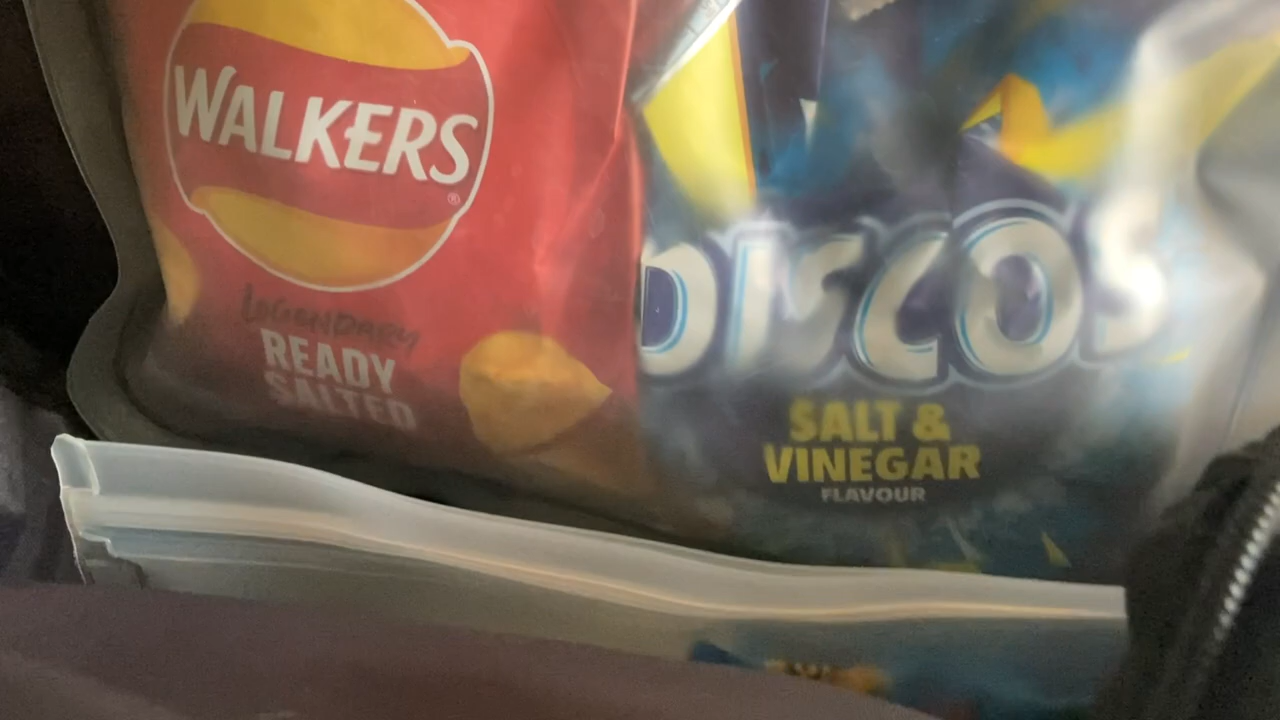 WALKERS
®
LEGENDARY
READY
SALTED
DISCOS
SALT &
VINEGAR
FLAVOUR